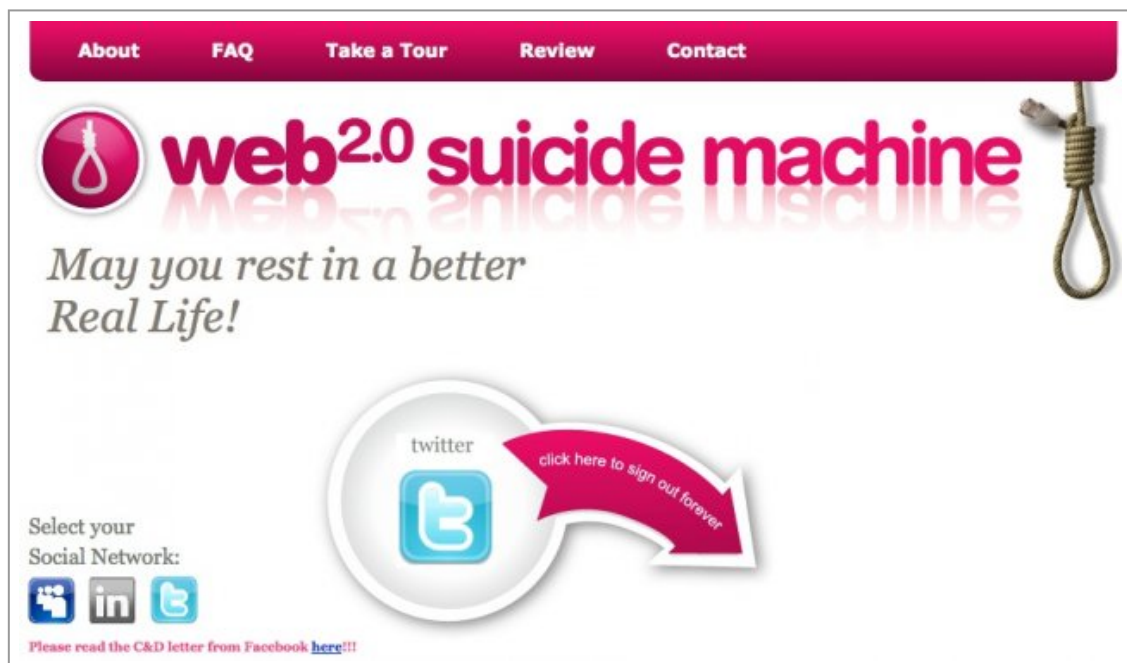 About FAQ Take a Tour Review Contact
web2.0 suicide machine
May you rest in a better
Real Life!
twitter
click here to sign out forever
Select your
Social Network:
in
Please read the C&D letter from Facebook here!!!